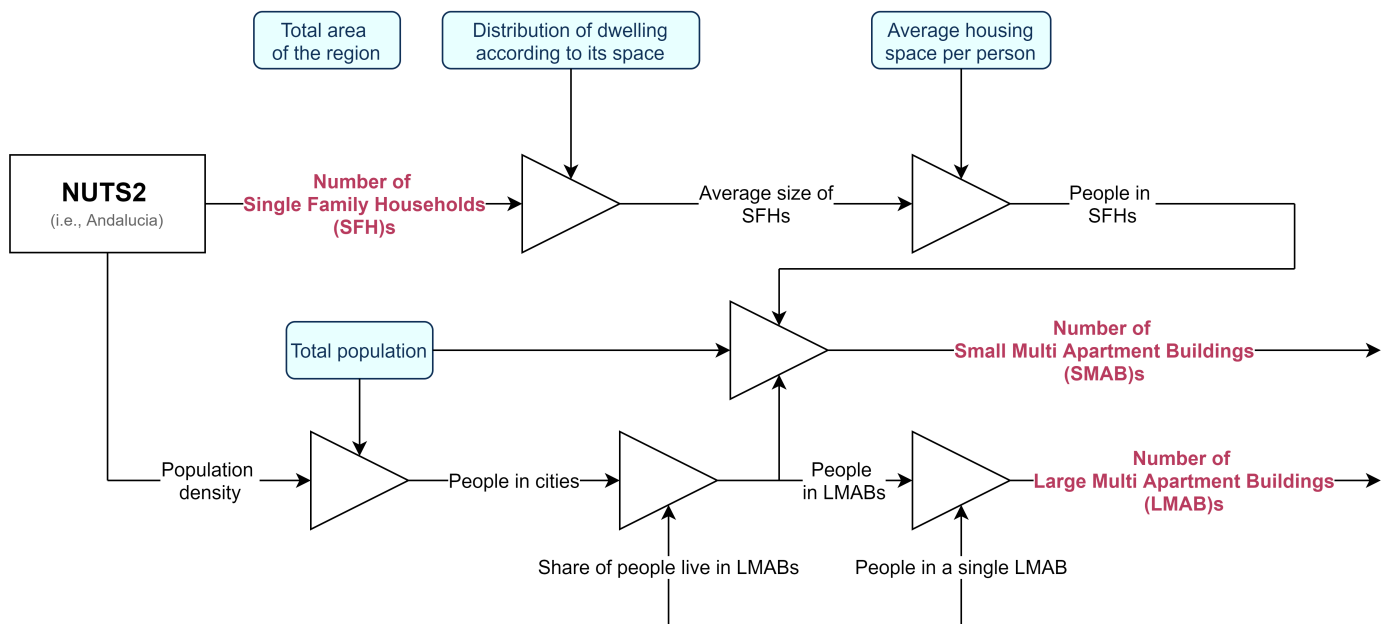 Total area
of the region
Distribution of dwelling
according to its space
Average housing
space per person
NUTS2
(i.e., Andalucia)
Number of
Single Family Households
(SFH)s
Average size of
SFHs
People in
SFHs
Total population
Number of
Small Multi Apartment Buildings
(SMAB)s
Population
density
People in cities
People
in LMABs
Number of
Large Multi Apartment Buildings
(LMAB)s
Share of people live in LMABs
People in a single LMAB